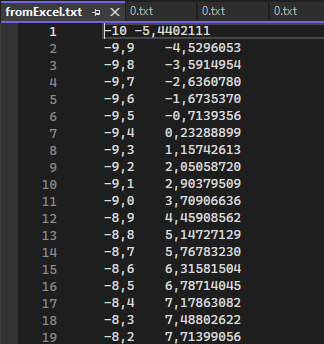 fromExcel.txt 0.txt 0.txt 0.txt
1 -10 -5,4402111
2 -9,9 -4,5296053
3 -9,8 -3,5914954
4 -9,7 -2,6360780
5 -9,6 -1,6735370
6 -9,5 -0,7139356
7 -9,4 0,23288899
8 -9,3 1,15742613
9 -9,2 2,05058720
10 -9,1 2,90379509
11 -9,0 3,70906636
12 -8,9 4,45908562
13 -8,8 5,14727129
14 -8,7 5,76783230
15 -8,6 6,31581504
16 -8,5 6,78714045
17 -8,4 7,17863082
18 -8,3 7,48802622
19 -8,2 7,71399056